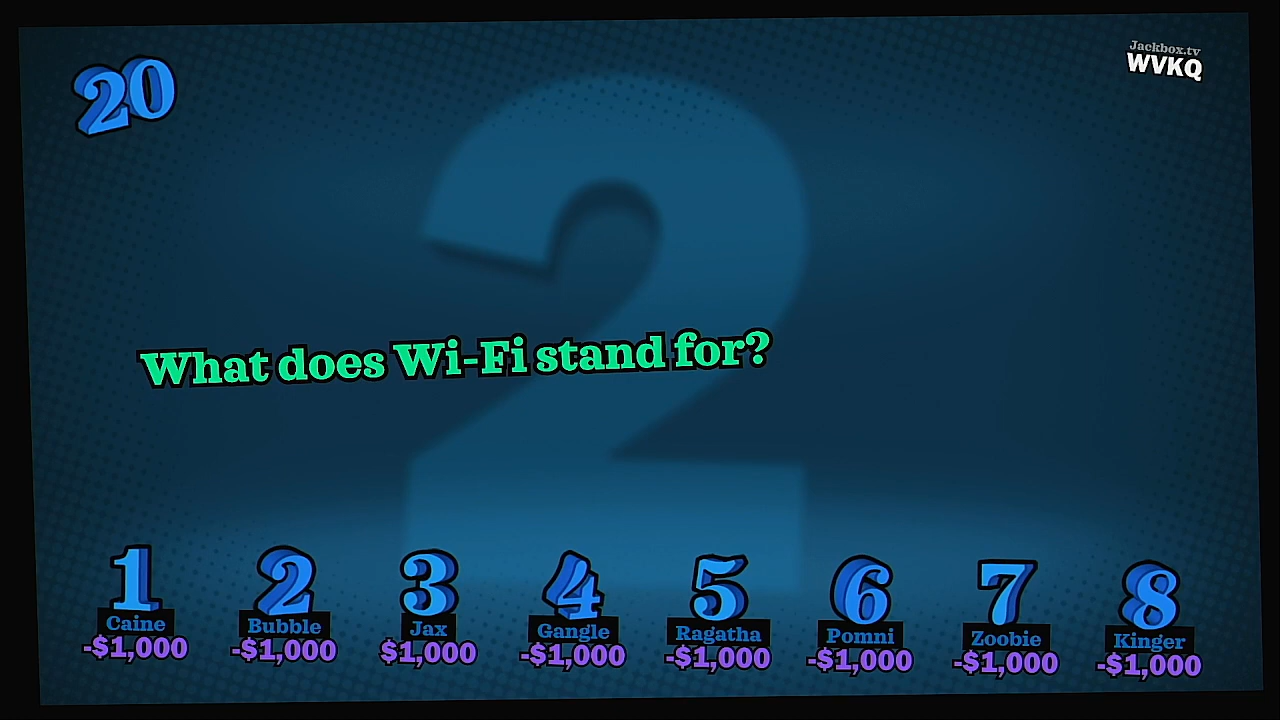 20
Jackbox.tv
WVKQ
What does Wi-Fi stand for?
1 2 3 4 5 6 7 8
Caine Bubble Jax Gangle Ragatha Pomni Zoobie Kinger
-$1,000 -$1,000 $1,000 -$1,000 -$1,000 -$1,000 -$1,000 -$1,000